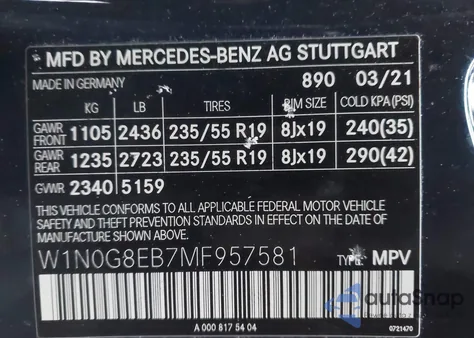 MFD BY MERCEDES-BENZ AG STUTTGART
MADE IN GERMANY 890 03/21
KG LB TIRES RIM SIZE COLD KPA(PSI)
GAWR FRONT 1105 2436 235/55 R19 8Jx19 240(35)
GAWR REAR 1235 2723 235/55 R19 8Jx19 290(42)
GVWR 2340 5159
THIS VEHICLE CONFORMS TO ALL APPLICABLE FEDERAL MOTOR VEHICLE
SAFETY AND THEFT PREVENTION STANDARDS IN EFFECT ON THE DATE OF
MANUFACTURE SHOWN ABOVE.
W1N0G8EB7MF957581 TYPE: MPV
autoSnap
A 000 817 54 04 0721470